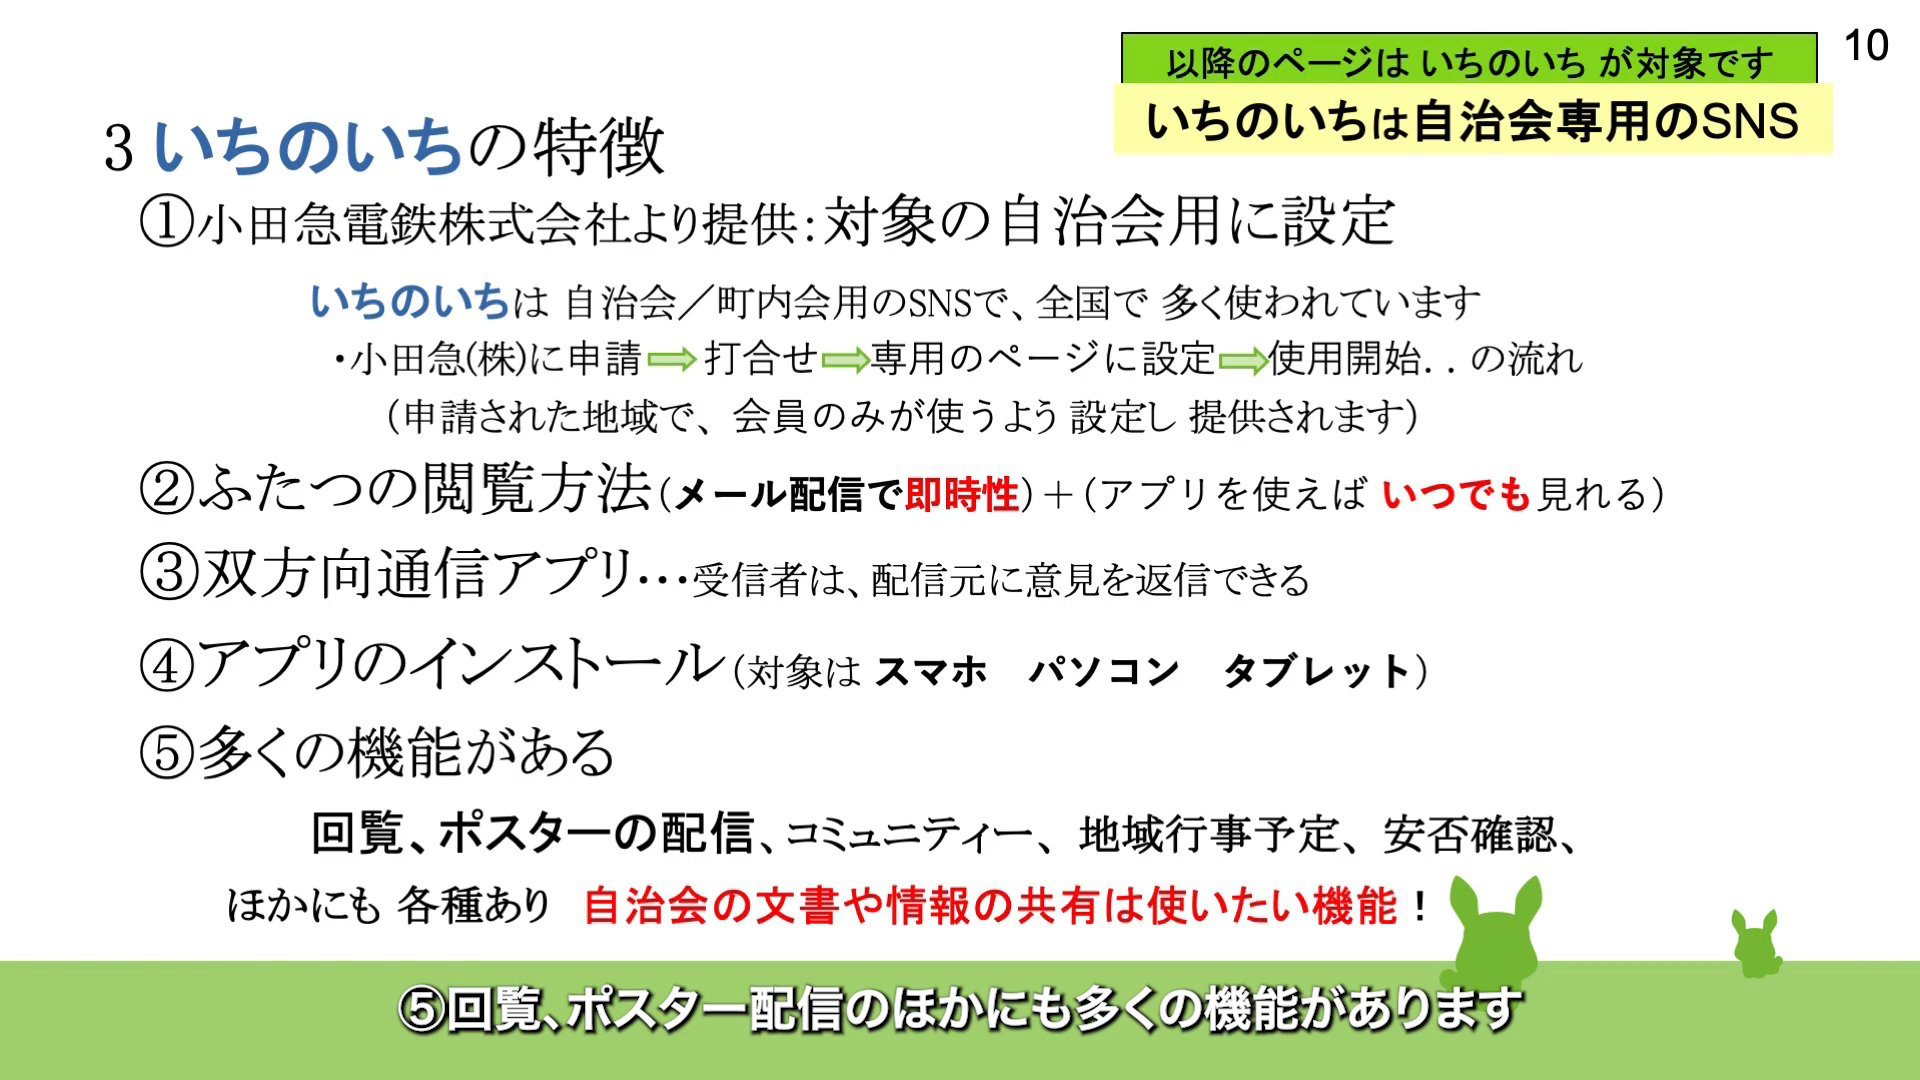 10
以降のページは いちのいち が対象です
いちのいちは自治会専用のSNS
3 いちのいちの特徴
①小田急電鉄株式会社より提供：対象の自治会用に設定
いちのいちは 自治会／町内会用のSNSで、全国で 多く使われています
・小田急(株)に申請⇨打合せ⇨専用のページに設定⇨使用開始．．の流れ
（申請された地域で、会員のみが使うよう 設定し 提供されます）
②ふたつの閲覧方法（メール配信で即時性）＋（アプリを使えば いつでも見れる）
③双方向通信アプリ･･･受信者は、配信元に意見を返信できる
④アプリのインストール（対象は スマホ　パソコン　タブレット）
⑤多くの機能がある
回覧、ポスターの配信、コミュニティー、地域行事予定、安否確認、
ほかにも 各種あり　自治会の文書や情報の共有は使いたい機能！
⑤回覧、ポスター配信のほかにも多くの機能があります